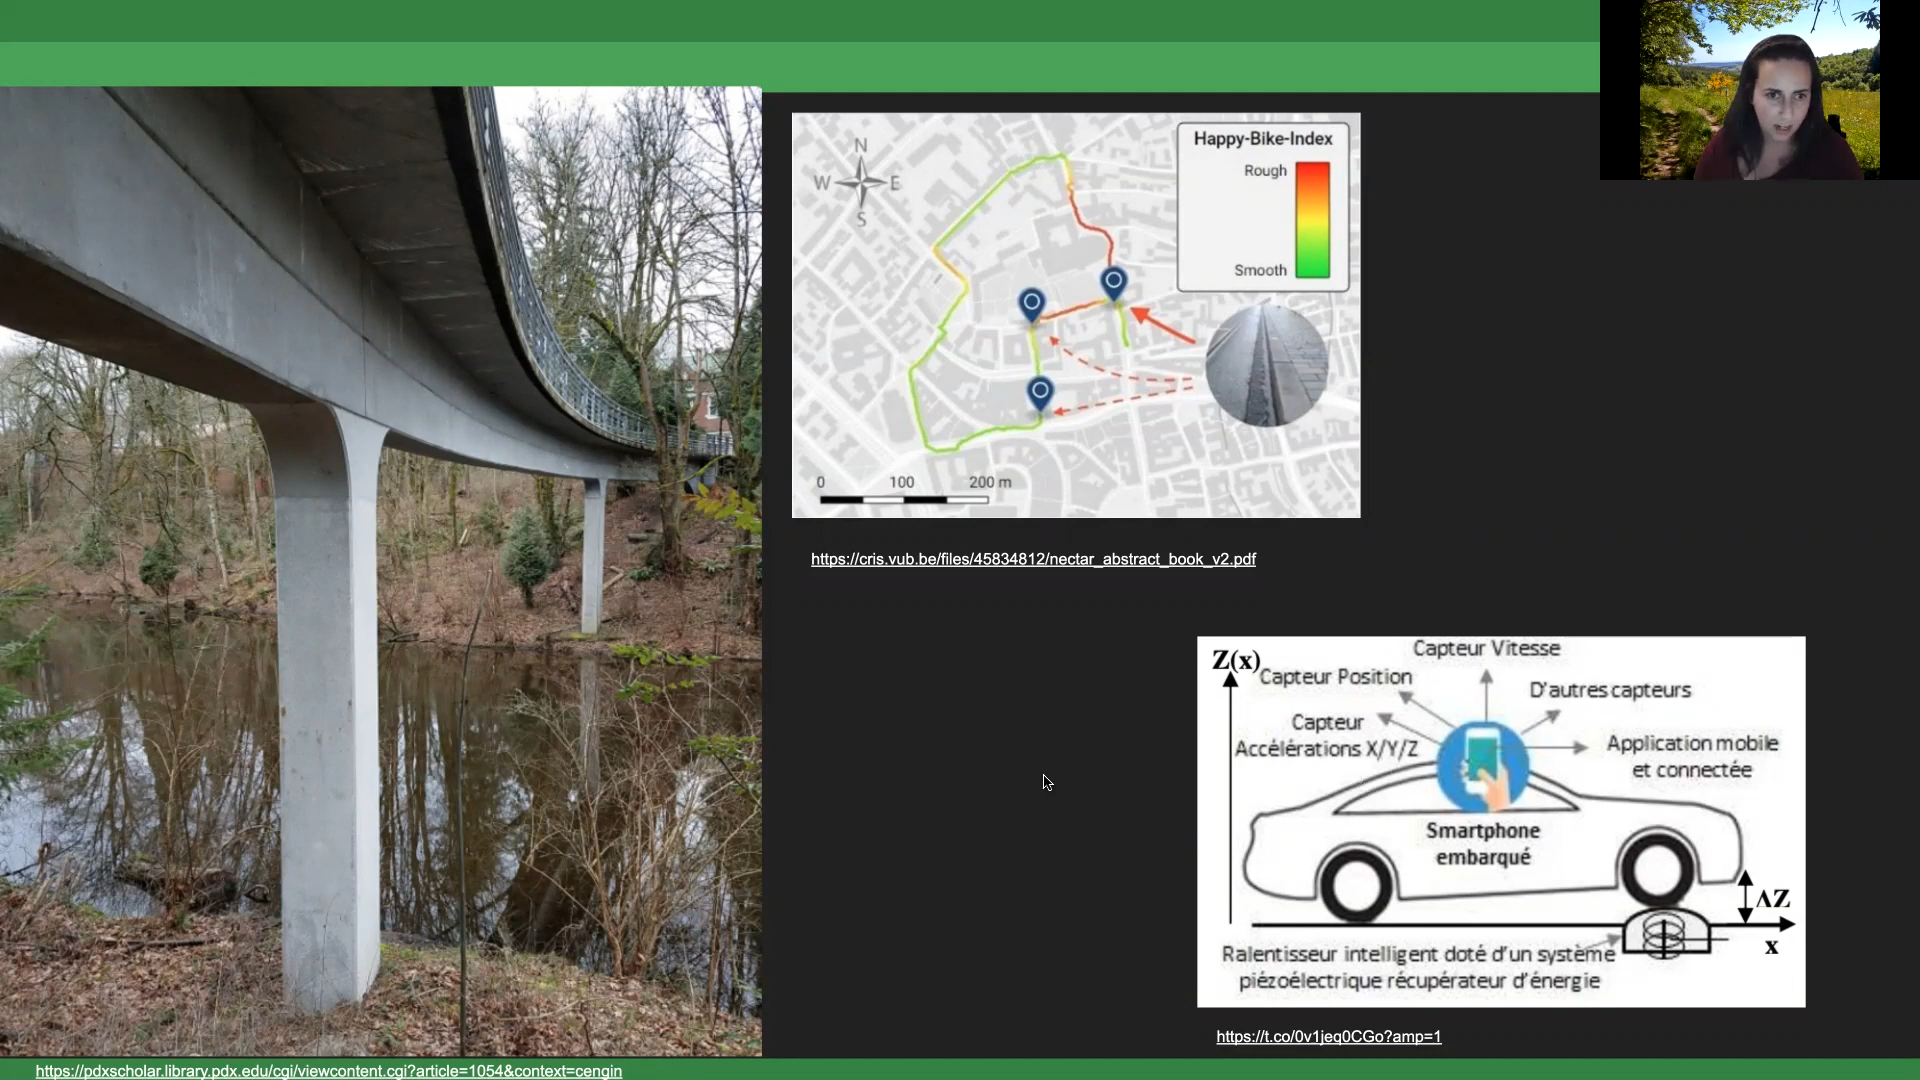 Happy-Bike-Index
Rough
Smooth
N
W
E
S
0 100 200 m
https://cris.vub.be/files/45834812/nectar_abstract_book_v2.pdf
Z(x)
Capteur Vitesse
Capteur Position
D'autres capteurs
Capteur
Accélérations X/Y/Z
Application mobile
et connectée
Smartphone
embarqué
ΔZ
x
Ralentisseur intelligent doté d'un système
piézoélectrique récupérateur d'énergie
https://t.co/0v1jeq0CGo?amp=1
https://pdxscholar.library.pdx.edu/cgi/viewcontent.cgi?article=1054&context=cengin